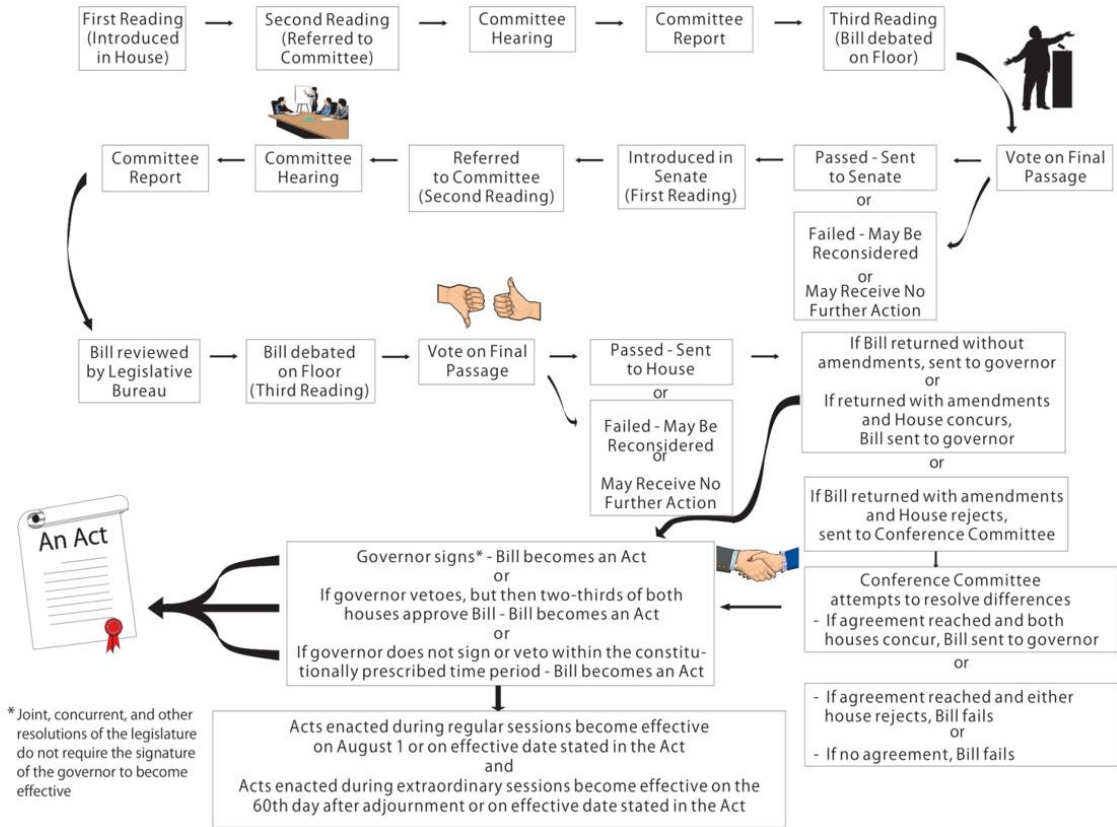 First Reading
(Introduced
in House)
Second Reading
(Referred to
Committee)
Committee
Hearing
Committee
Report
Third Reading
(Bill debated
on Floor)
Vote on Final
Passage
Passed - Sent
to Senate
or
Failed - May Be
Reconsidered
or
May Receive No
Further Action
Introduced in
Senate
(First Reading)
Referred
to Committee
(Second Reading)
Committee
Hearing
Committee
Report
Bill reviewed
by Legislative
Bureau
Bill debated
on Floor
(Third Reading)
Vote on Final
Passage
Passed - Sent
to House
or
Failed - May Be
Reconsidered
or
May Receive No
Further Action
If Bill returned without
amendments, sent to governor
or
If returned with amendments
and House concurs,
Bill sent to governor
or
If Bill returned with amendments
and House rejects,
sent to Conference Committee
Conference Committee
attempts to resolve differences
- If agreement reached and both
houses concur, Bill sent to governor
or
- If agreement reached and either
house rejects, Bill fails
or
- If no agreement, Bill fails
Governor signs* - Bill becomes an Act
or
If governor vetoes, but then two-thirds of both
houses approve Bill - Bill becomes an Act
or
If governor does not sign or veto within the constitu-
tionally prescribed time period - Bill becomes an Act
An Act
Acts enacted during regular sessions become effective
on August 1 or on effective date stated in the Act
and
Acts enacted during extraordinary sessions become effective on the
60th day after adjournment or on effective date stated in the Act
* Joint, concurrent, and other
resolutions of the legislature
do not require the signature
of the governor to become
effective